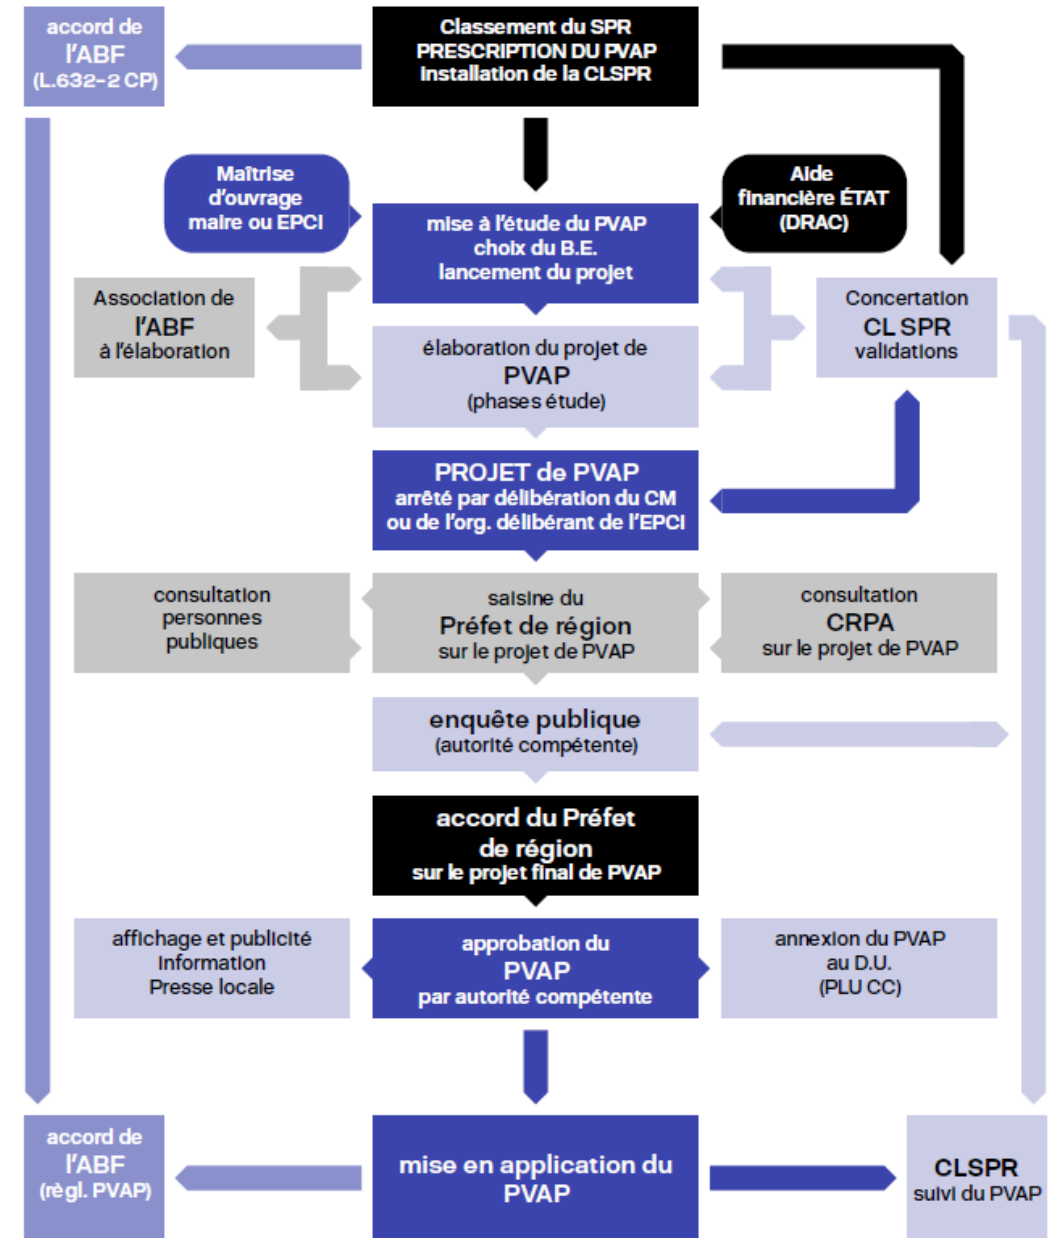 accord de
l'ABF
(L.632-2 CP)
Classement du SPR
PRESCRIPTION DU PVAP
Installation de la CLSPR
Maîtrise
d'ouvrage
maire ou EPCI
Aide
financière ÉTAT
(DRAC)
mise à l'étude du PVAP
choix du B.E.
lancement du projet
Association de
l'ABF
à l'élaboration
Concertation
CL SPR
validations
élaboration du projet de
PVAP
(phases étude)
PROJET de PVAP
arrêté par délibération du CM
ou de l'org. délibérant de l'EPCI
consultation
personnes
publiques
saisine du
Préfet de région
sur le projet de PVAP
consultation
CRPA
sur le projet de PVAP
enquête publique
(autorité compétente)
accord du Préfet
de région
sur le projet final de PVAP
affichage et publicité
Information
Presse locale
approbation du
PVAP
par autorité compétente
annexion du PVAP
au D.U.
(PLU CC)
accord de
l'ABF
(règl. PVAP)
mise en application du
PVAP
CLSPR
suivi du PVAP